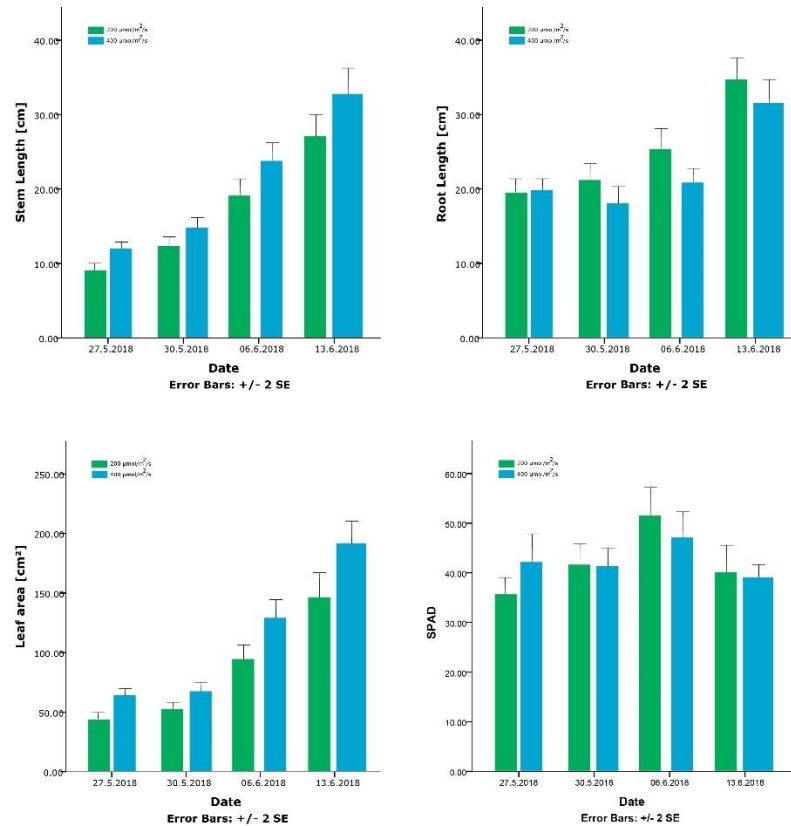 200 µmol/m²/s
400 µmol/m²/s
40.00
30.00
20.00
10.00
0.00
Stem Length [cm]
27.5.2018 30.5.2018 06.6.2018 13.6.2018
Date
Error Bars: +/- 2 SE
200 µmo/m²/s
400 µmo/m²/s
40.00
30.00
20.00
10.00
0.00
Root Length [cm]
27.5.2018 30.5.2018 06.6.2018 13.6.2018
Date
Error Bars: +/- 2 SE
200 µmol/m²/s
400 µmol/m²/s
250.00
200.00
150.00
100.00
50.00
0.00
Leaf area [cm²]
27.5.2018 30.5.2018 06.6.2018 13.6.2018
Date
Error Bars: +/- 2 SE
200 µmo/m²/s
400 µmo/m²/s
60.00
50.00
40.00
30.00
20.00
10.00
0.00
SPAD
27.5.2018 30.5.2018 06.6.2018 13.6.2018
Date
Error Bars: +/- 2 SE